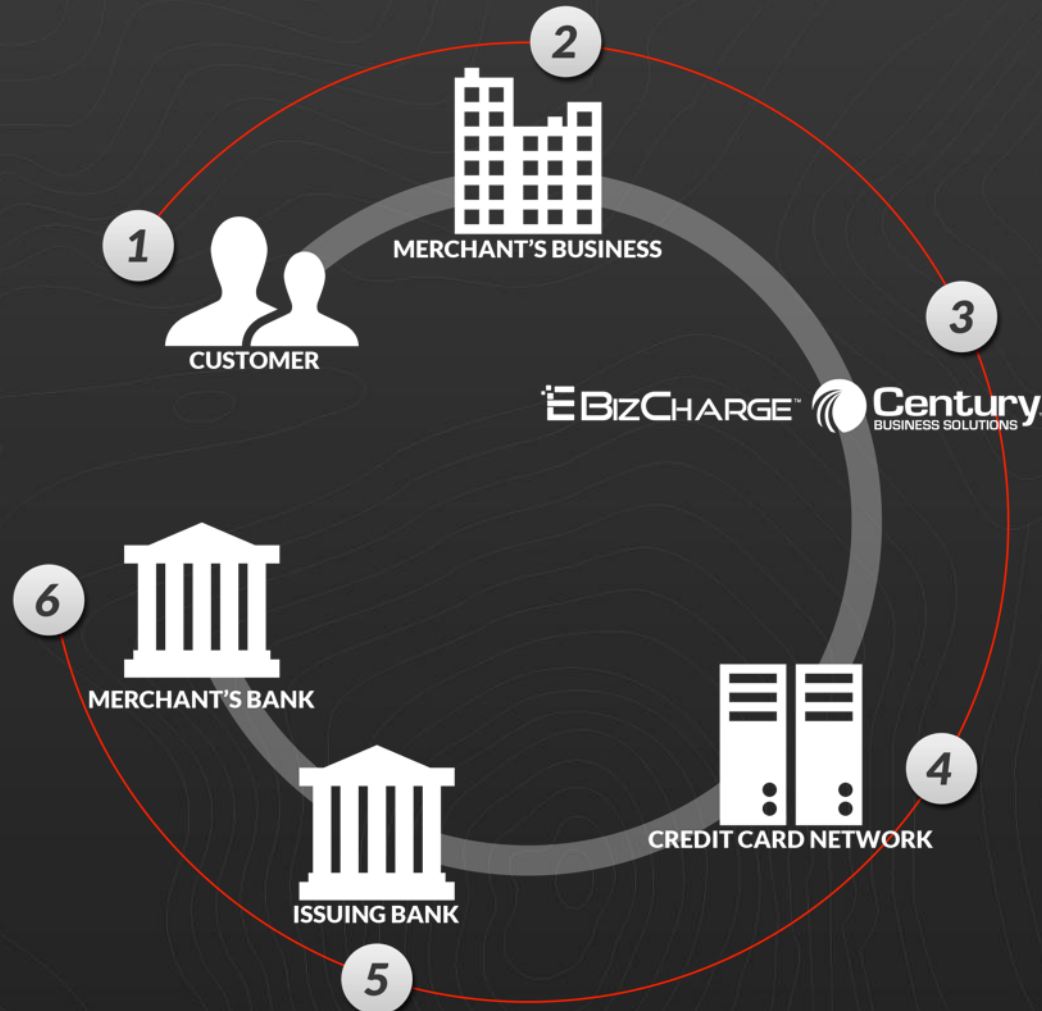 1
CUSTOMER
2
MERCHANT'S BUSINESS
3
EBIZCHARGE™ Century
BUSINESS SOLUTIONS
4
CREDIT CARD NETWORK
5
ISSUING BANK
6
MERCHANT'S BANK